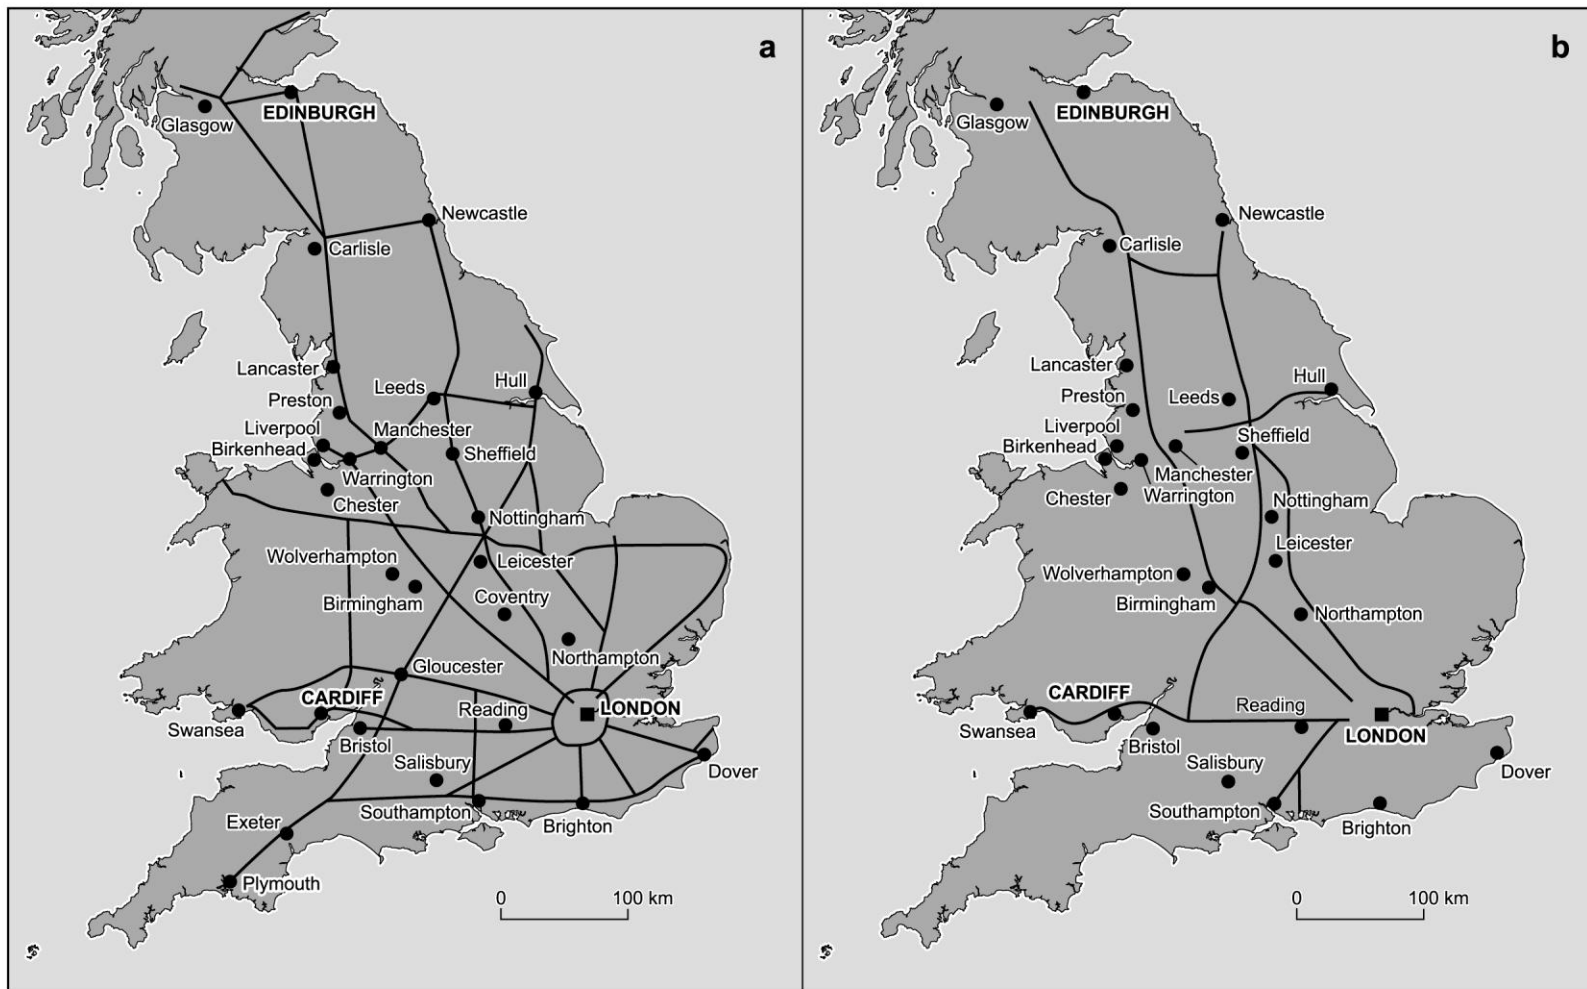 a
EDINBURGH
Glasgow
Newcastle
Carlisle
Lancaster
Leeds
Hull
Preston
Liverpool
Manchester
Birkenhead
Sheffield
Warrington
Chester
Nottingham
Wolverhampton
Leicester
Birmingham
Coventry
Northampton
Gloucester
CARDIFF
Reading
LONDON
Swansea
Bristol
Salisbury
Dover
Southampton
Brighton
Exeter
Plymouth
0 100 km
b
EDINBURGH
Glasgow
Newcastle
Carlisle
Lancaster
Hull
Preston
Leeds
Liverpool
Sheffield
Birkenhead
Manchester
Chester
Warrington
Nottingham
Leicester
Wolverhampton
Birmingham
Northampton
CARDIFF
Reading
Swansea
Bristol
LONDON
Salisbury
Dover
Southampton
Brighton
0 100 km